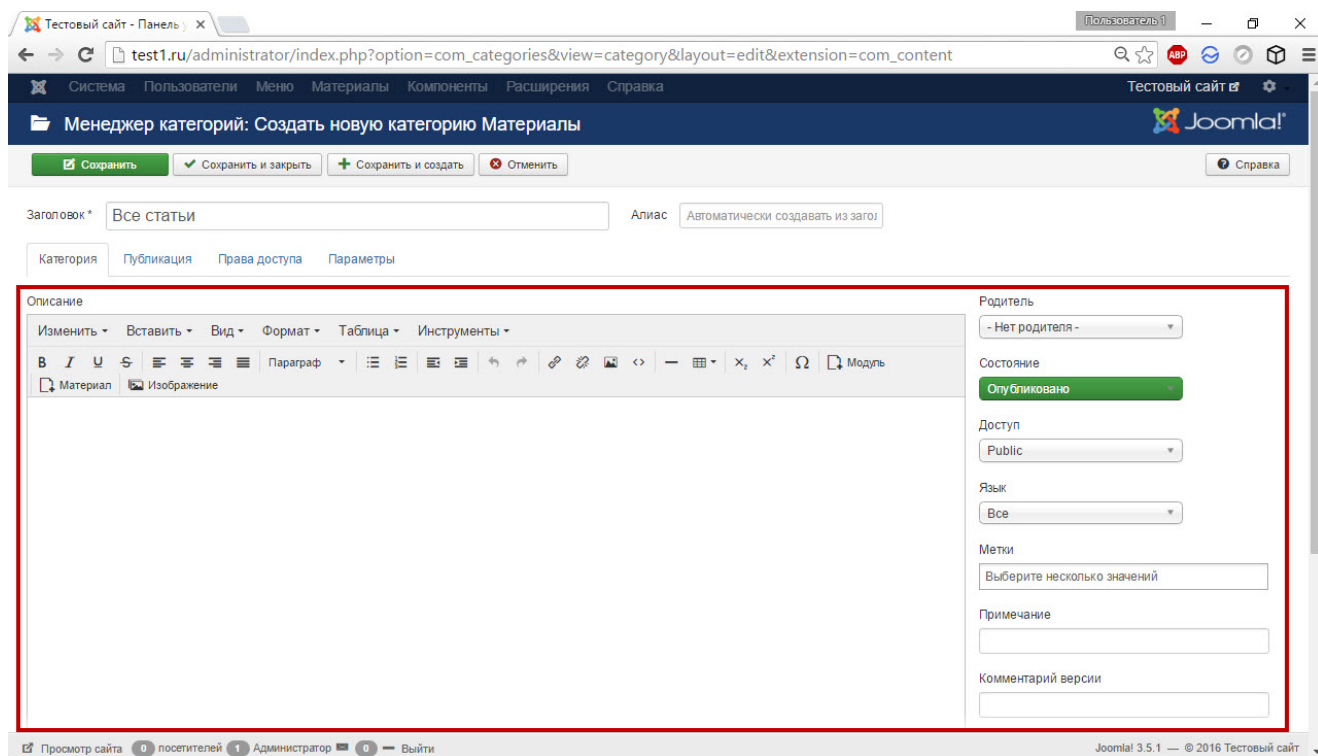 Тестовый сайт - Панель у
Пользователь 1
test1.ru/administrator/index.php?option=com_categories&view=category&layout=edit&extension=com_content
ABP
Система Пользователи Меню Материалы Компоненты Расширения Справка Тестовый сайт
Менеджер категорий: Создать новую категорию Материалы Joomla!
Сохранить Сохранить и закрыть Сохранить и создать Отменить Справка
Заголовок * Все статьи Алиас Автоматически создавать из загол
Категория Публикация Права доступа Параметры
Описание
Изменить Вставить Вид Формат Таблица Инструменты
B I U S Параграф X₂ X² Ω Модуль
Материал Изображение
Родитель
- Нет родителя -
Состояние
Опубликовано
Доступ
Public
Язык
Все
Метки
Выберите несколько значений
Примечание
Комментарий версии
Просмотр сайта 0 посетителей 1 Администратор 0 Выйти Joomla! 3.5.1 — © 2016 Тестовый сайт